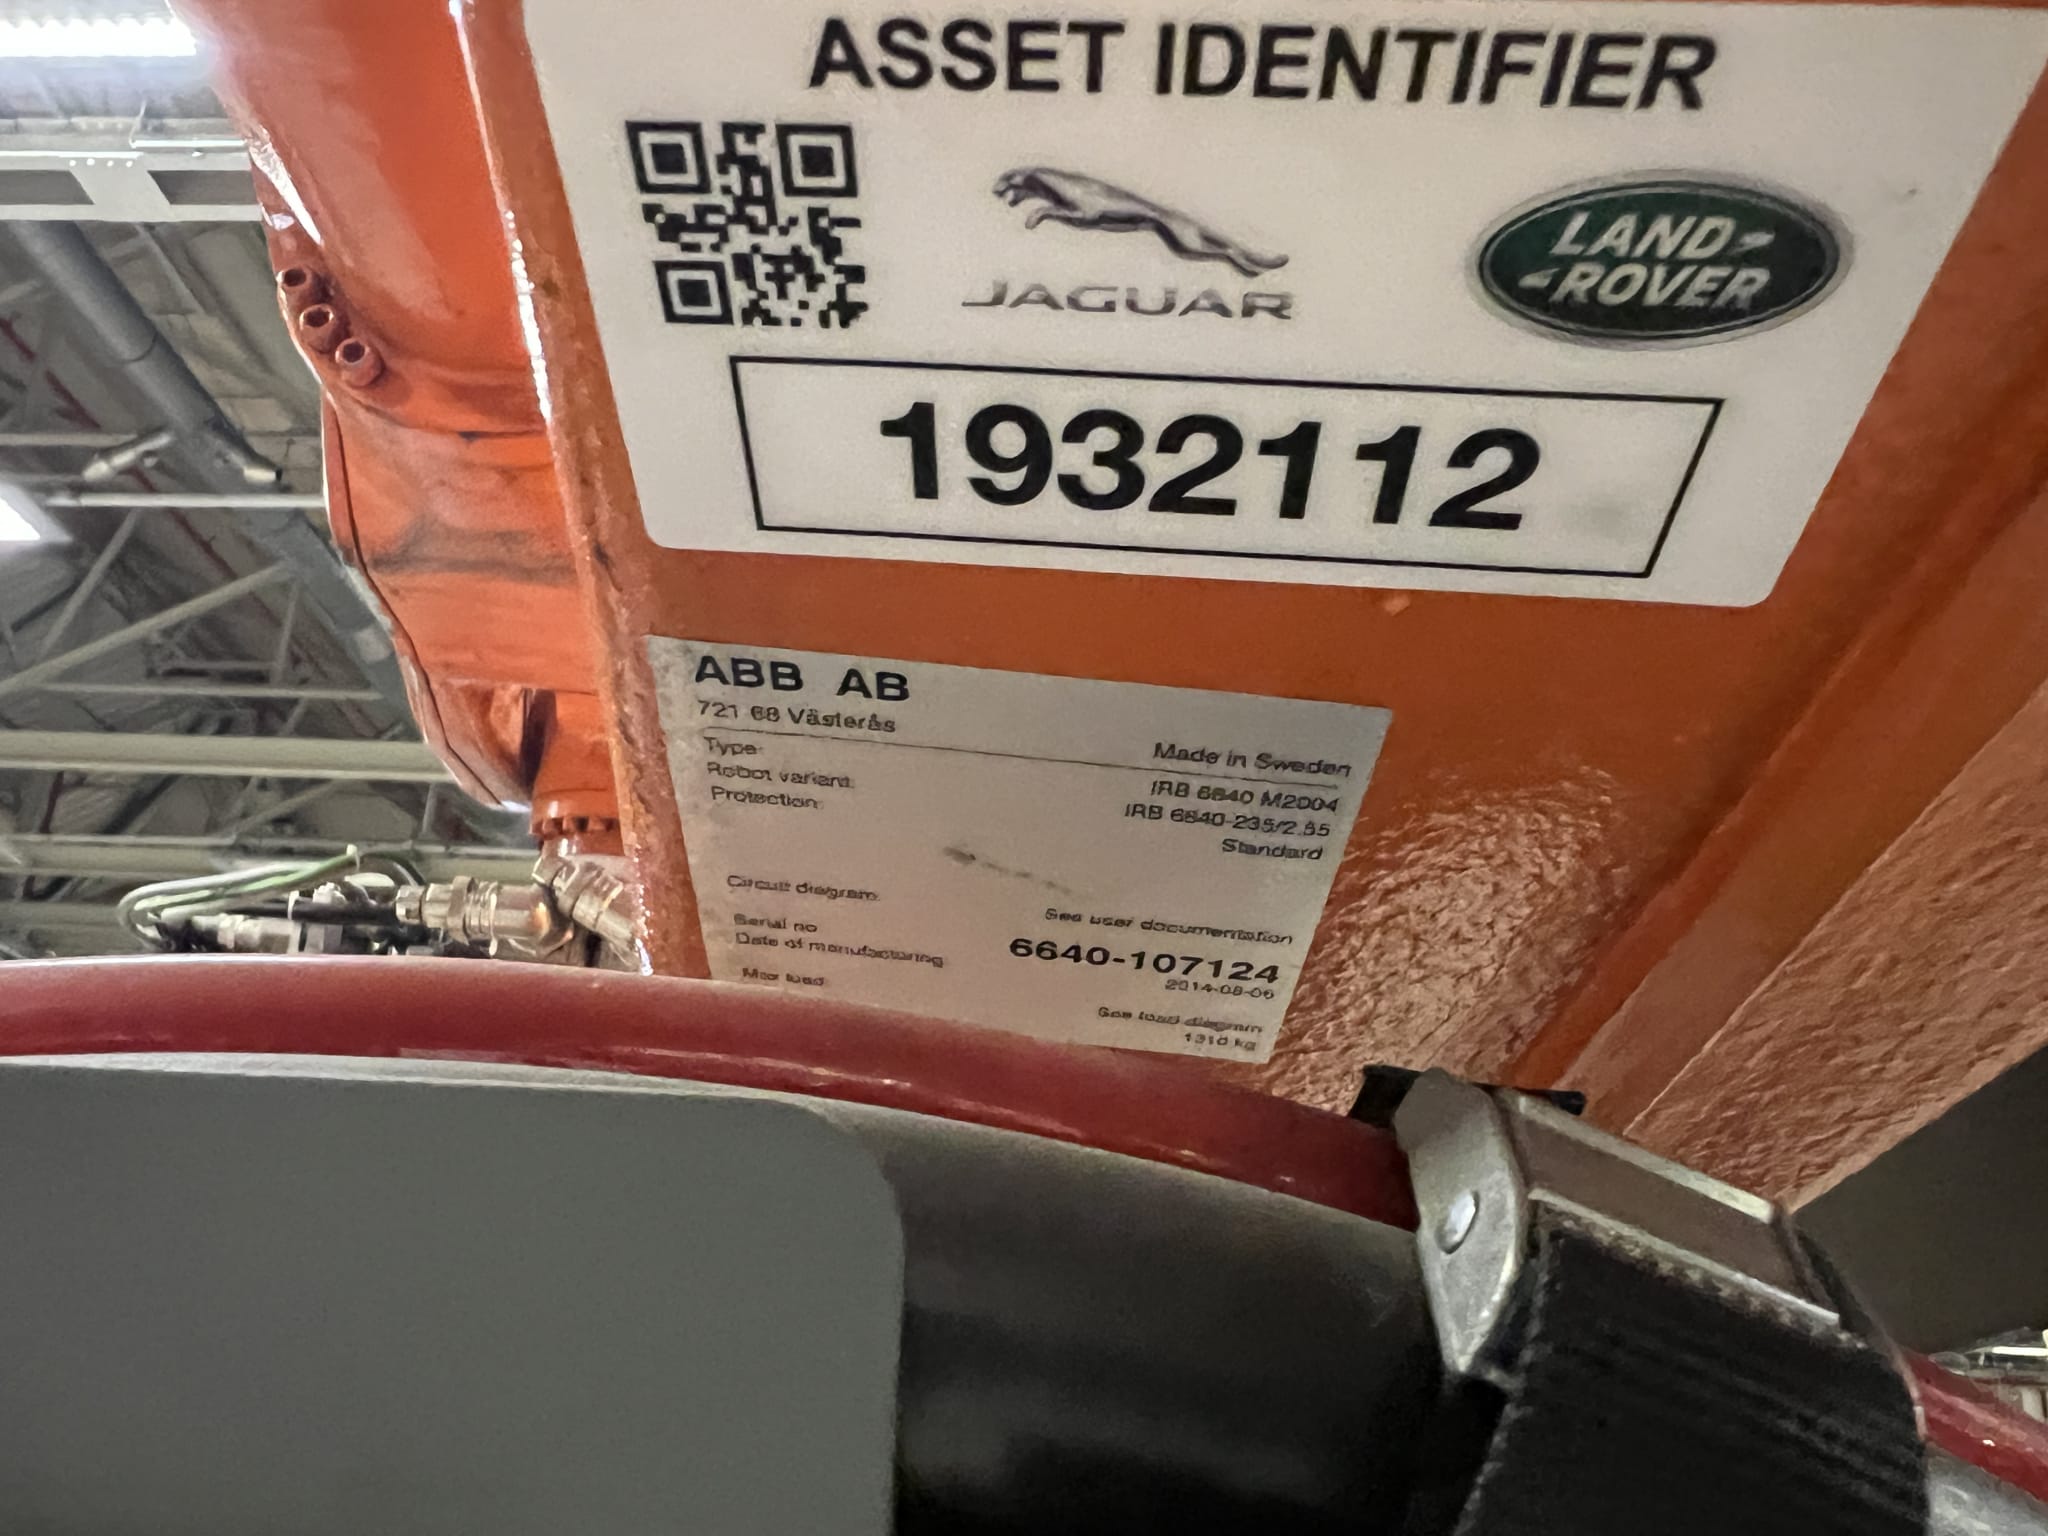 ASSET IDENTIFIER
JAGUAR
LAND
ROVER
1932112
ABB AB
721 68 Västerås
Made in Sweden
Type: IRB 6640 M2004
Robot variant: IRB 6640-235/2.55
Protection: Standard
Circuit diagram: See user documentation
Serial no 6640-107124
Date of manufacturing 2014-08-06
Max load See load diagram
1310 kg